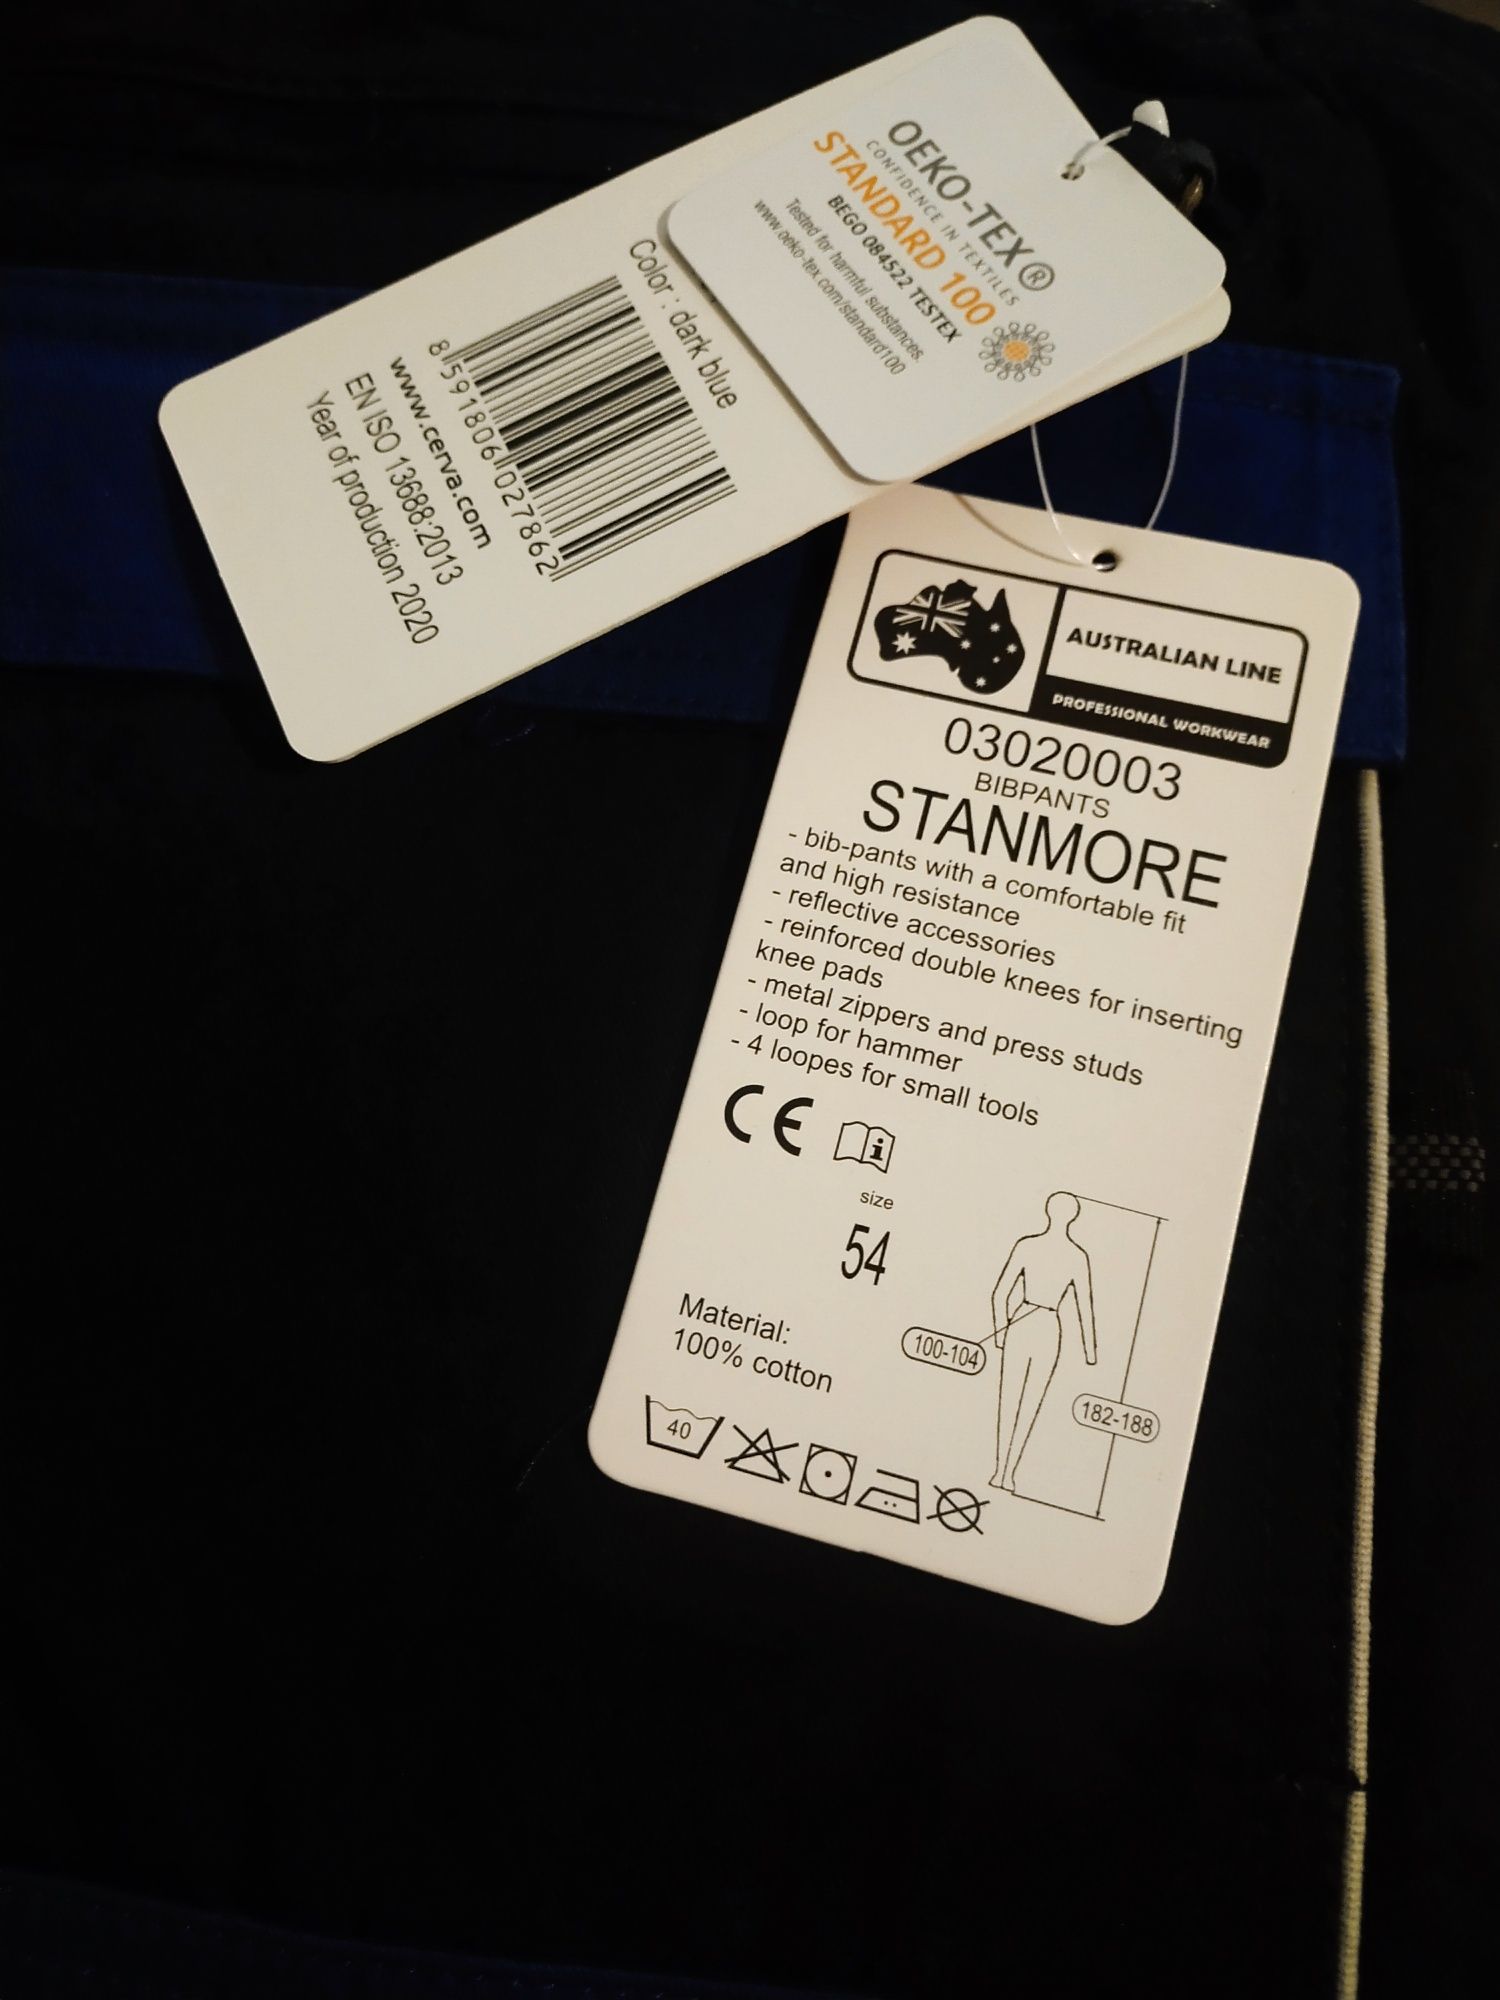 OEKO-TEX®
CONFIDENCE IN TEXTILES
STANDARD 100
BEGO 084522 TESTEX
Tested for harmful substances.
www.oeko-tex.com/standard100
Color : dark blue
8591806027862
www.cerva.com
EN ISO 13688:2013
Year of production 2020
AUSTRALIAN LINE
PROFESSIONAL WORKWEAR
03020003
BIBPANTS
STANMORE
- bib-pants with a comfortable fit
and high resistance
- reflective accessories
- reinforced double knees for inserting
knee pads
- metal zippers and press studs
- loop for hammer
- 4 loopes for small tools
CE
i
size
54
Material:
100% cotton
100-104
182-188
40